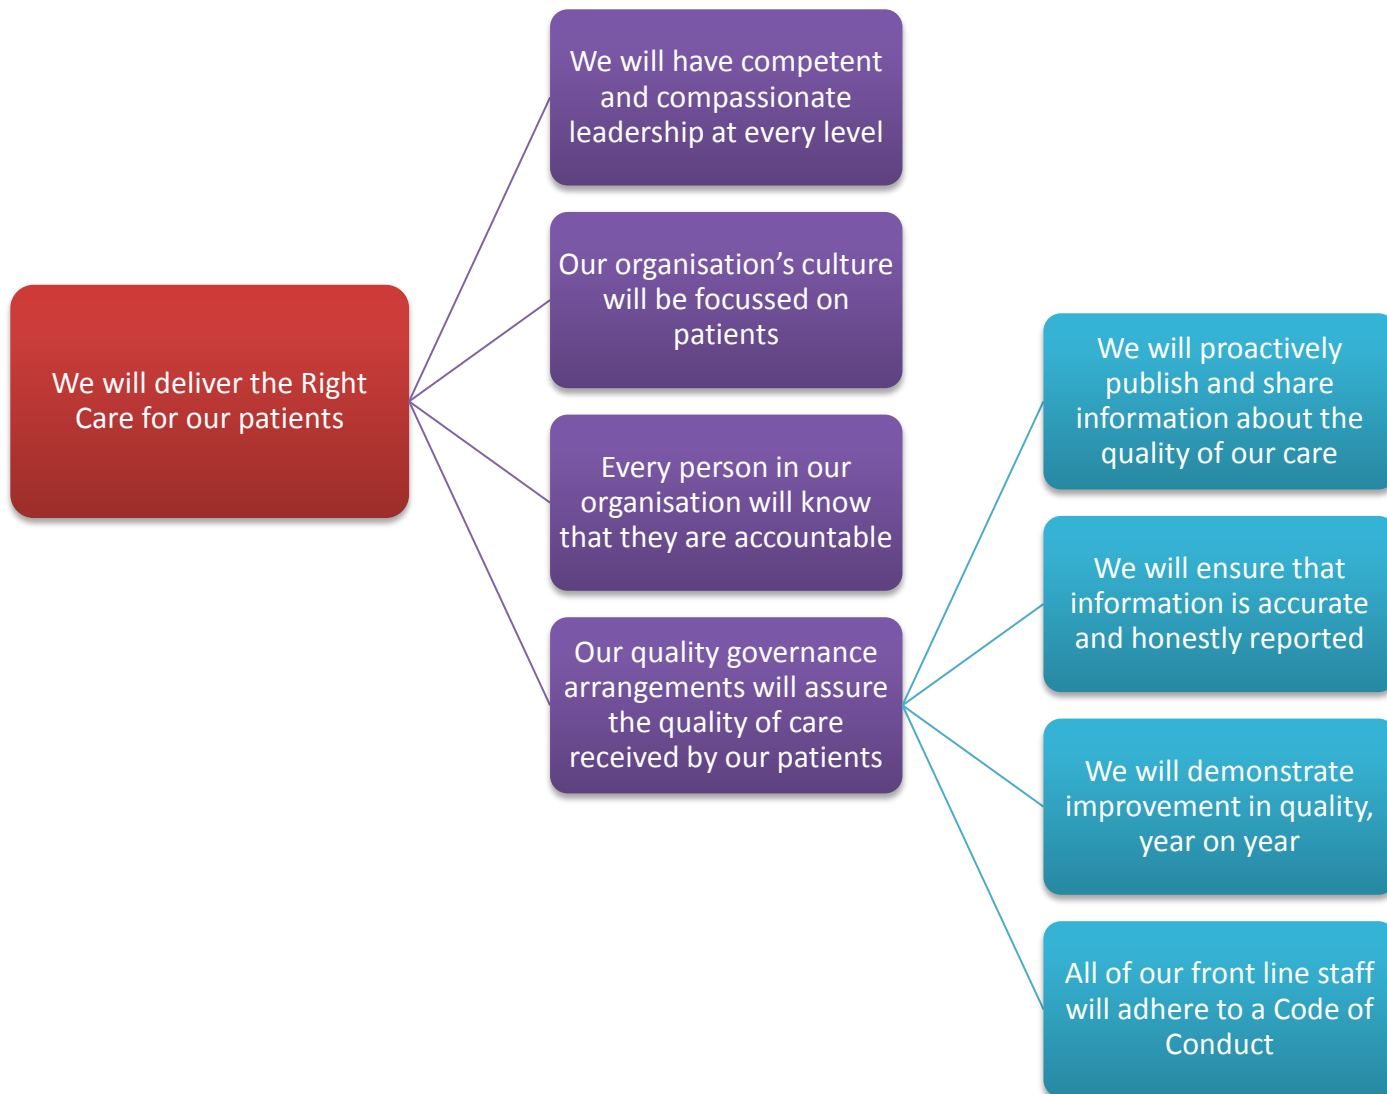 We will deliver the Right
Care for our patients
We will have competent
and compassionate
leadership at every level
Our organisation’s culture
will be focussed on
patients
Every person in our
organisation will know
that they are accountable
Our quality governance
arrangements will assure
the quality of care
received by our patients
We will proactively
publish and share
information about the
quality of our care
We will ensure that
information is accurate
and honestly reported
We will demonstrate
improvement in quality,
year on year
All of our front line staff
will adhere to a Code of
Conduct